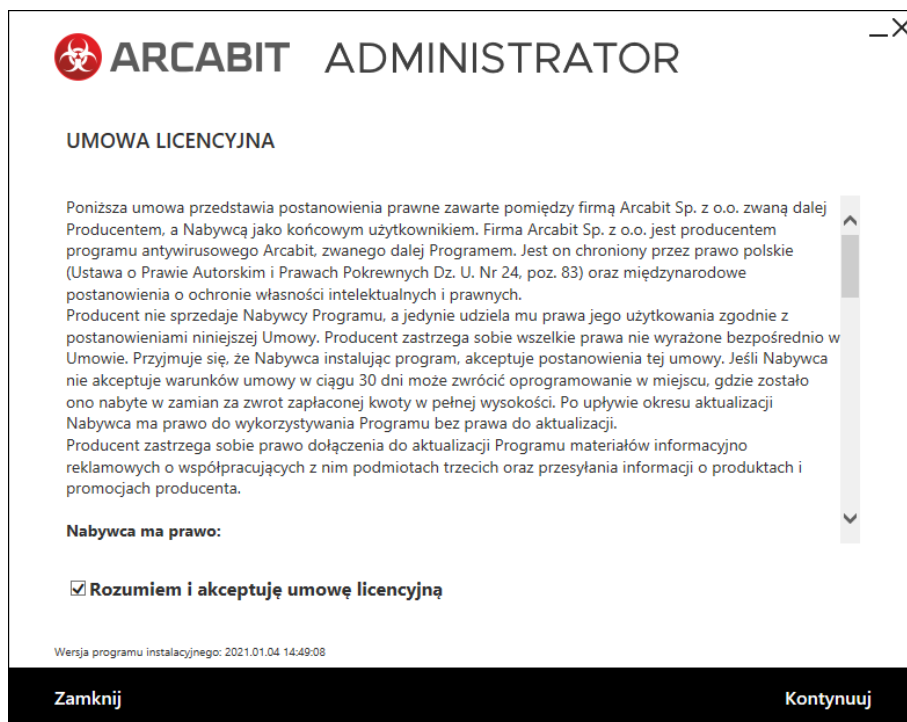 ARCABIT ADMINISTRATOR
UMOWA LICENCYJNA
Poniższa umowa przedstawia postanowienia prawne zawarte pomiędzy firmą Arcabit Sp. z o.o. zwaną dalej
Producentem, a Nabywcą jako końcowym użytkownikiem. Firma Arcabit Sp. z o.o. jest producentem
programu antywirusowego Arcabit, zwanego dalej Programem. Jest on chroniony przez prawo polskie
(Ustawa o Prawie Autorskim i Prawach Pokrewnych Dz. U. Nr 24, poz. 83) oraz międzynarodowe
postanowienia o ochronie własności intelektualnych i prawnych.
Producent nie sprzedaje Nabywcy Programu, a jedynie udziela mu prawa jego użytkowania zgodnie z
postanowieniami niniejszej Umowy. Producent zastrzega sobie wszelkie prawa nie wyrażone bezpośrednio w
Umowie. Przyjmuje się, że Nabywca instalując program, akceptuje postanowienia tej umowy. Jeśli Nabywca
nie akceptuje warunków umowy w ciągu 30 dni może zwrócić oprogramowanie w miejscu, gdzie zostało
ono nabyte w zamian za zwrot zapłaconej kwoty w pełnej wysokości. Po upływie okresu aktualizacji
Nabywca ma prawo do wykorzystywania Programu bez prawa do aktualizacji.
Producent zastrzega sobie prawo dołączenia do aktualizacji Programu materiałów informacyjno
reklamowych o współpracujących z nim podmiotach trzecich oraz przesyłania informacji o produktach i
promocjach producenta.
Nabywca ma prawo:
Rozumiem i akceptuję umowę licencyjną
Wersja programu instalacyjnego: 2021.01.04 14:49:08
Zamknij
Kontynuuj